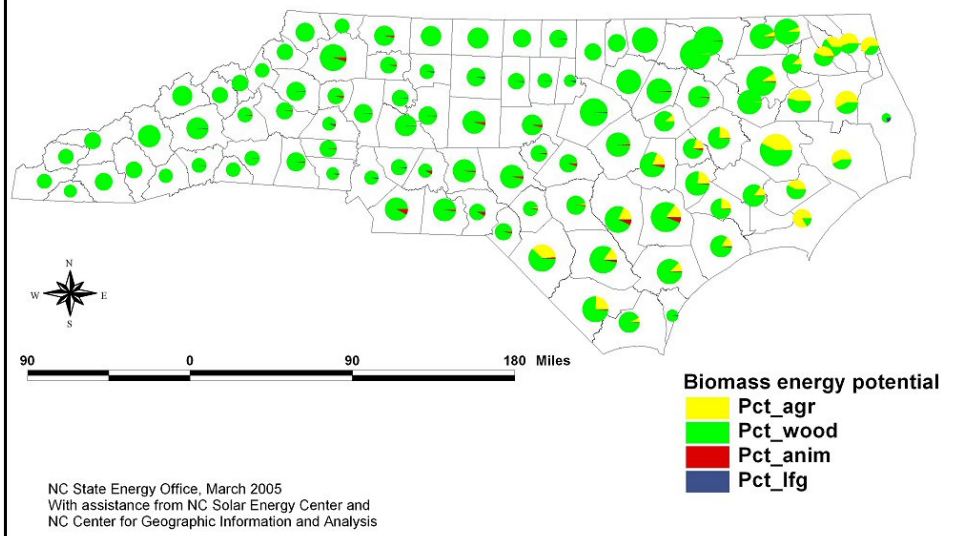 N
W E
S
90 0 90 180 Miles
Biomass energy potential
Pct_agr
Pct_wood
Pct_anim
Pct_lfg
NC State Energy Office, March 2005
With assistance from NC Solar Energy Center and
NC Center for Geographic Information and Analysis